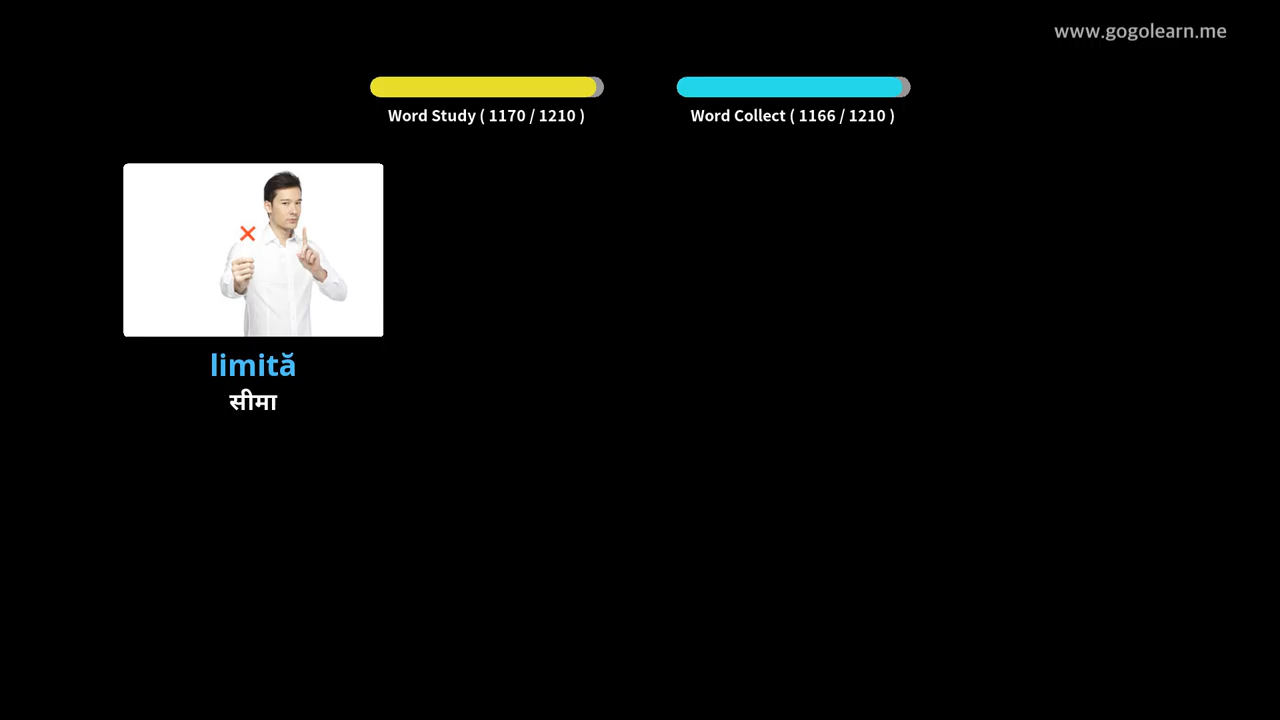 www.gogolearn.me
Word Study ( 1170 / 1210 )
Word Collect ( 1166 / 1210 )
limită
सीमा